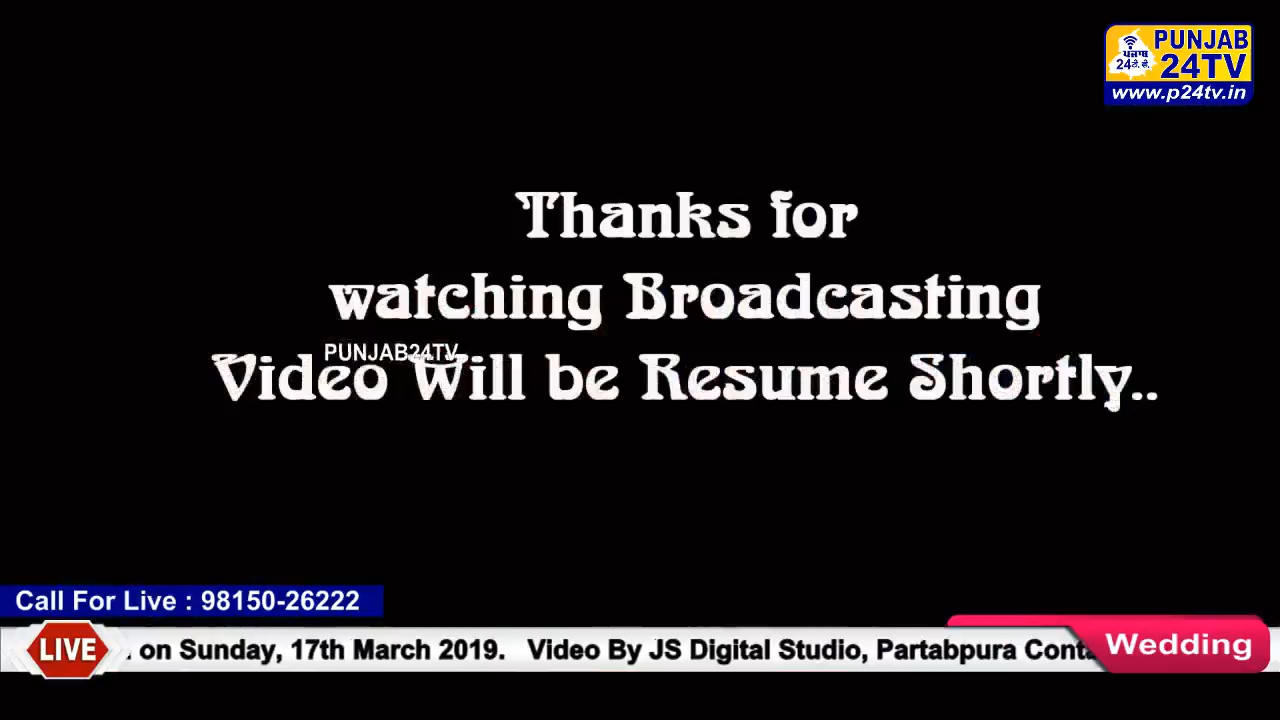 PUNJAB
24TV
ਪੰਜਾਬ
24ਟੀ.ਵੀ.
www.p24tv.in
Thanks for
watching Broadcasting
PUNJAB24TV
Video Will be Resume Shortly..
Call For Live : 98150-26222
LIVE
. on Sunday, 17th March 2019. Video By JS Digital Studio, Partabpura
Wedding